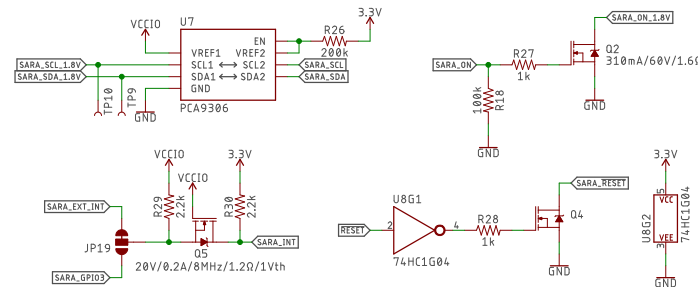 U7
VCCIO
VREF1
SCL1
SDA1
GND
EN
VREF2
SCL2
SDA2
PCA9306
R26
200k
3.3V
SARA_SCL_1.8V
SARA_SDA_1.8V
SARA_SCL
SARA_SDA
TP10
TP9
GND
SARA_ON_1.8V
SARA_ON
R27
1k
Q2
310mA/60V/1.6Ω
100k
R18
GND
GND
VCCIO
VCCIO
3.3V
R29
2.2k
R30
2.2k
SARA_EXT_INT
JP19
SARA_GPIO3
SARA_INT
Q5
20V/0.2A/8MHz/1.2Ω/1Vth
U8G1
RESET
2
4
74HC1G04
R28
1k
SARA_RESET
Q4
GND
3.3V
5
VCC
VEE
3
U8G2
74HC1G04
GND